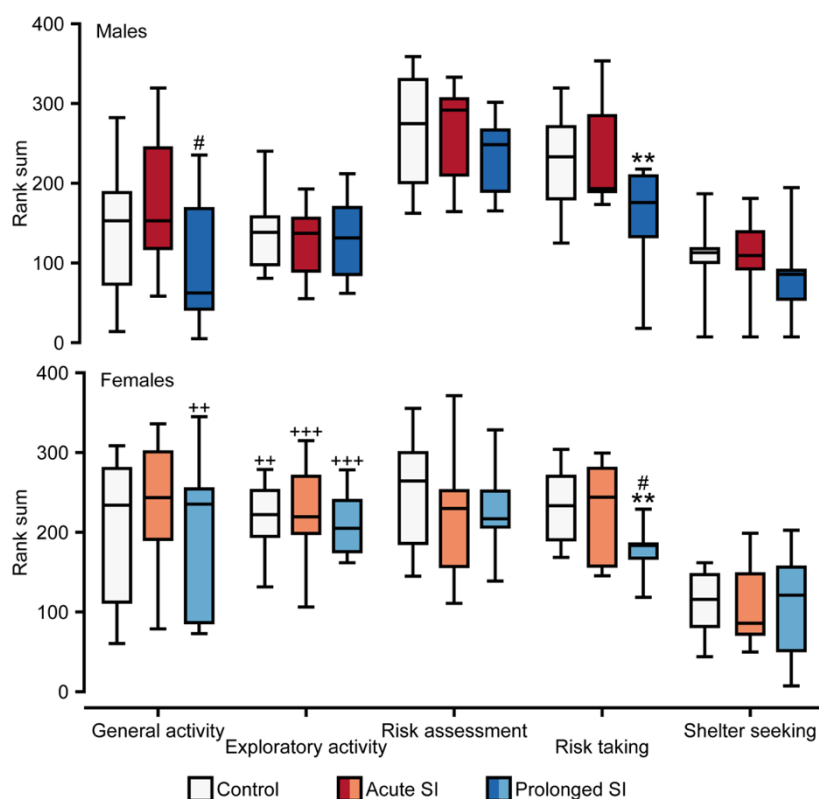 400
Males
300
#
200
**
100
0
Rank sum
400
Females
++
+++
300
++
+++
#
**
200
100
0
Rank sum
General activity
Exploratory activity
Risk assessment
Risk taking
Shelter seeking
Control
Acute SI
Prolonged SI